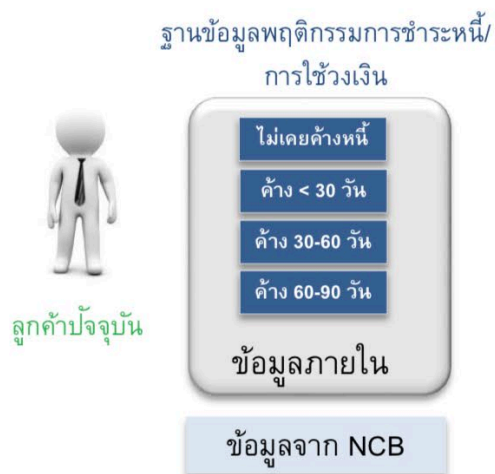 ฐานข้อมูลพฤติกรรมการชำระหนี้/
การใช้วงเงิน
ไม่เคยค้างหนี้
ค้าง < 30 วัน
ค้าง 30-60 วัน
ค้าง 60-90 วัน
ลูกค้าปัจจุบัน
ข้อมูลภายใน
ข้อมูลจาก NCB